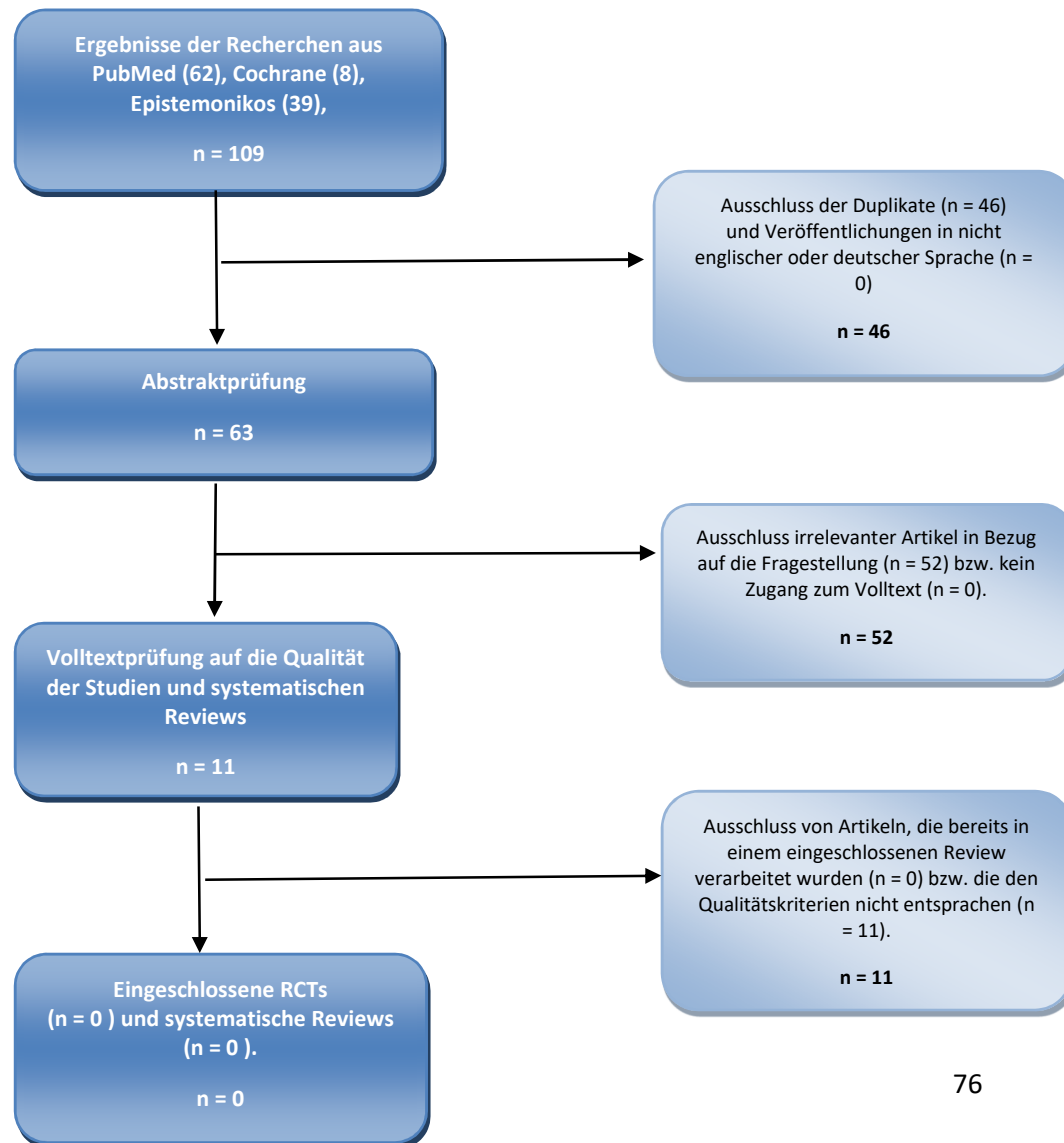 Ergebnisse der Recherchen aus
PubMed (62), Cochrane (8),
Epistemonikos (39),
n = 109
Ausschluss der Duplikate (n = 46)
und Veröffentlichungen in nicht
englischer oder deutscher Sprache (n =
0)
n = 46
Abstraktprüfung
n = 63
Ausschluss irrelevanter Artikel in Bezug
auf die Fragestellung (n = 52) bzw. kein
Zugang zum Volltext (n = 0).
n = 52
Volltextprüfung auf die Qualität
der Studien und systematischen
Reviews
n = 11
Ausschluss von Artikeln, die bereits in
einem eingeschlossenen Review
verarbeitet wurden (n = 0) bzw. die den
Qualitätskriterien nicht entsprachen (n
= 11).
n = 11
Eingeschlossene RCTs
(n = 0 ) und systematische Reviews
(n = 0 ).
n = 0
76